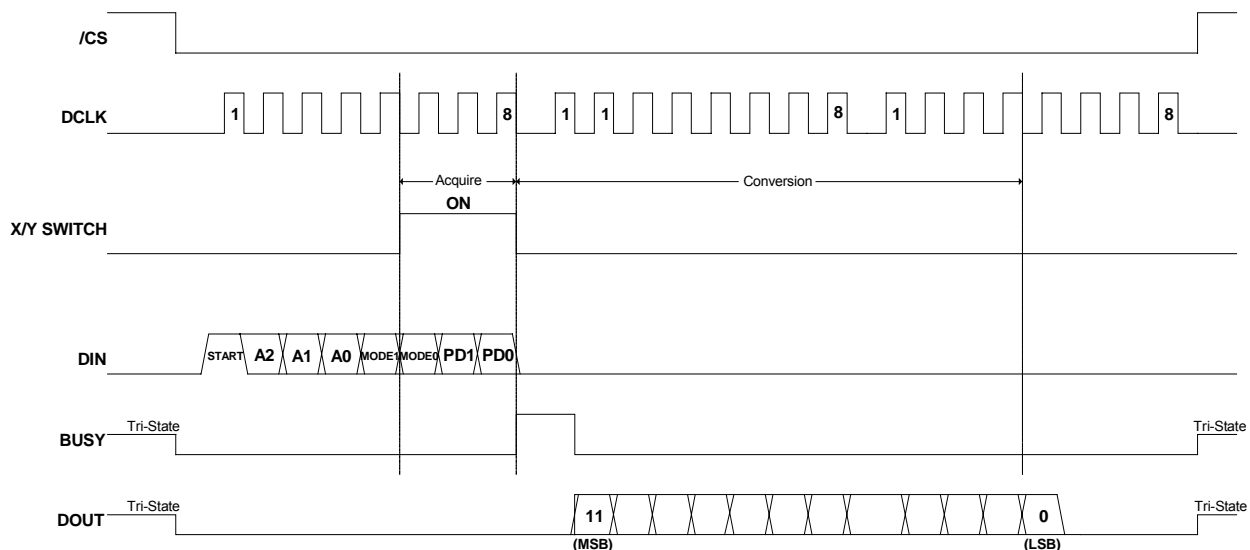 /CS
DCLK
1
8
1
1
8
1
8
Acquire
Conversion
ON
X/Y SWITCH
DIN
START
A2
A1
A0
MODE1
MODE0
PD1
PD0
Tri-State
BUSY
Tri-State
Tri-State
DOUT
11
0
Tri-State
(MSB)
(LSB)